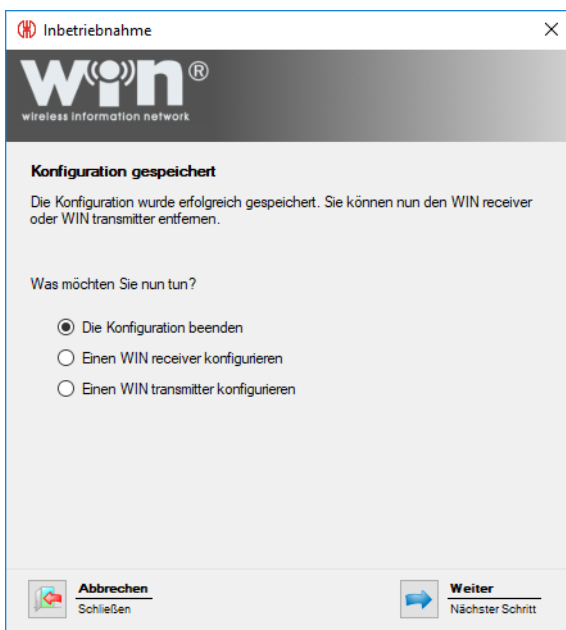 Inbetriebnahme
WIN®
wireless information network
Konfiguration gespeichert
Die Konfiguration wurde erfolgreich gespeichert. Sie können nun den WIN receiver
oder WIN transmitter entfernen.
Was möchten Sie nun tun?
Die Konfiguration beenden
Einen WIN receiver konfigurieren
Einen WIN transmitter konfigurieren
Abbrechen
Schließen
Weiter
Nächster Schritt